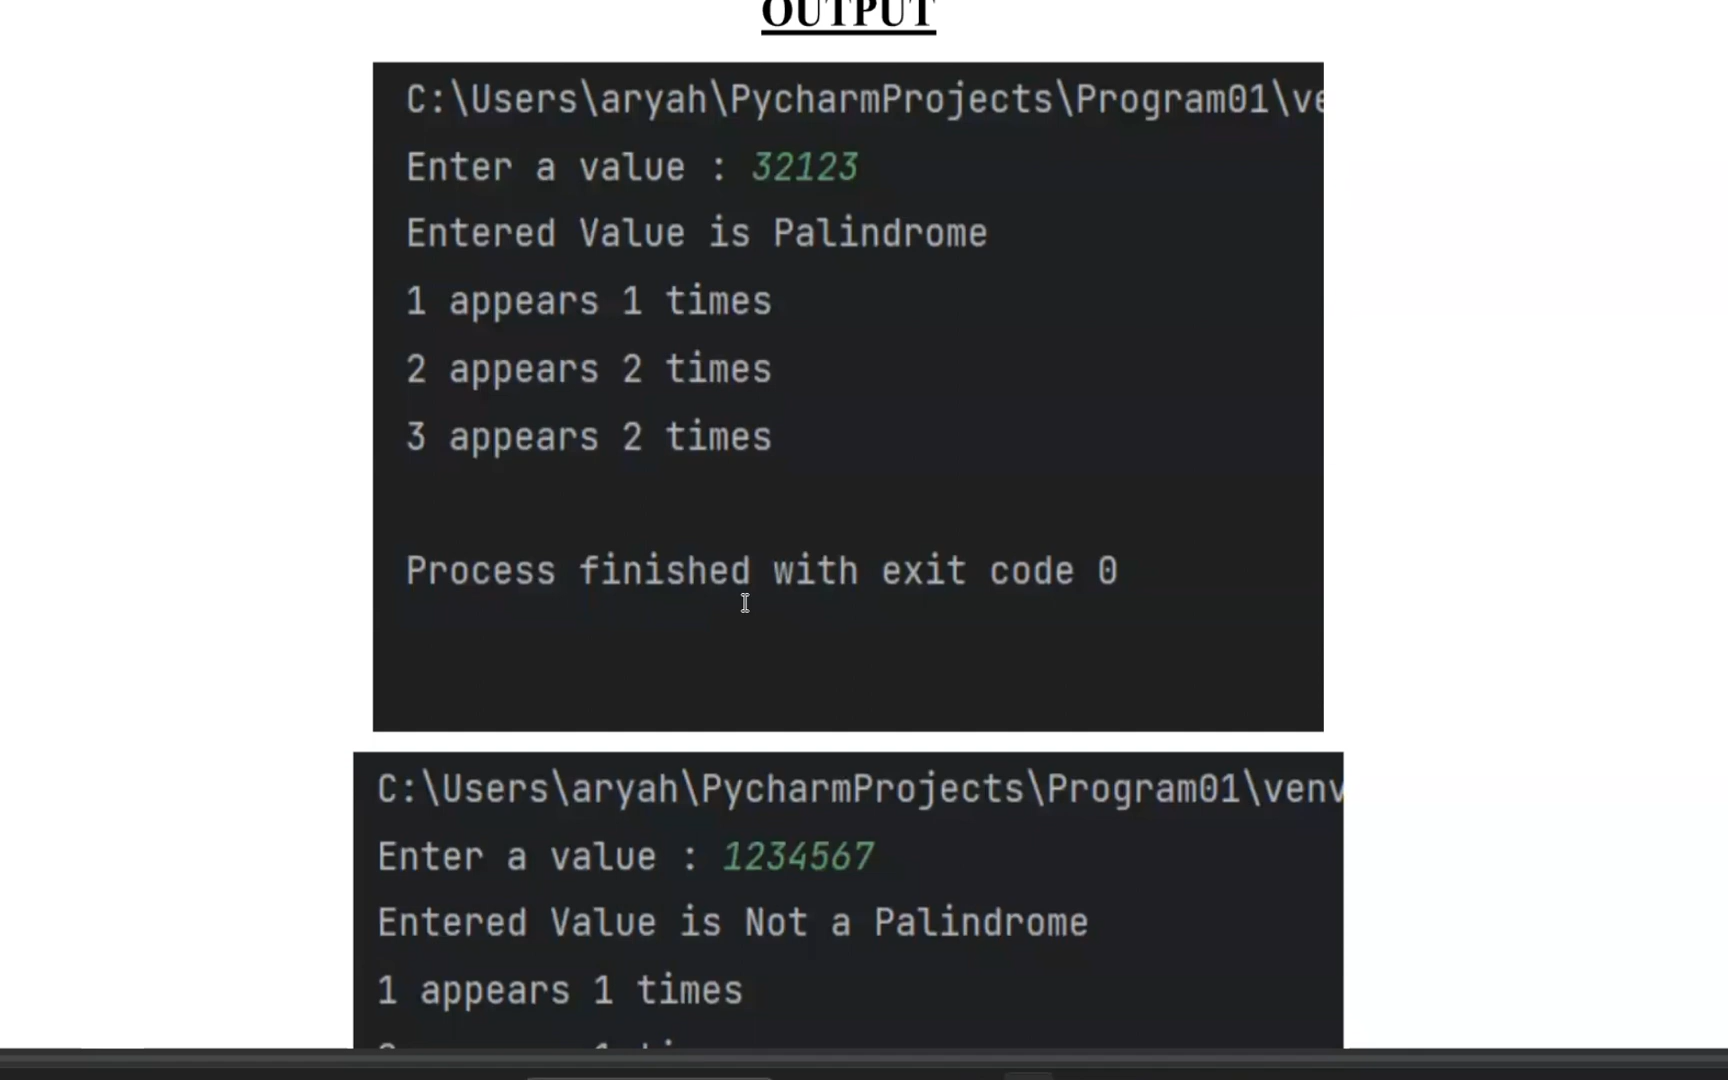 OUTPUT
C:\Users\aryah\PycharmProjects\Program01\ve
Enter a value : 32123
Entered Value is Palindrome
1 appears 1 times
2 appears 2 times
3 appears 2 times
Process finished with exit code 0
C:\Users\aryah\PycharmProjects\Program01\venv
Enter a value : 1234567
Entered Value is Not a Palindrome
1 appears 1 times